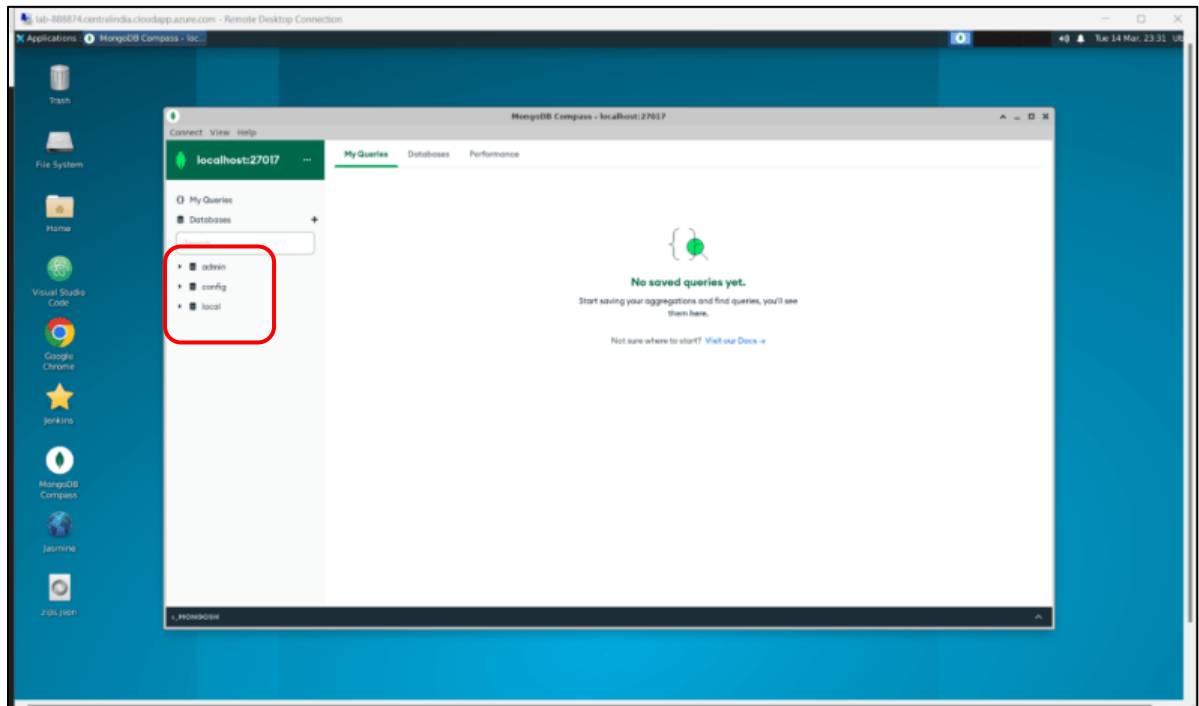 lab-888874.centralindia.cloudapp.azure.com - Remote Desktop Connection
Applications MongoDB Compass - loc...
Tue 14 Mar, 23:31 Ub
Trash
File System
Home
Visual Studio
Code
Google
Chrome
Jenkins
MongoDB
Compass
Jasmine
zips.json
MongoDB Compass - localhost:27017
Connect View Help
localhost:27017 ...
My Queries Databases Performance
{} My Queries
Databases +
Search
admin
config
local
No saved queries yet.
Start saving your aggregations and find queries, you'll see
them here.
Not sure where to start? Visit our Docs →
>_MONGOSH